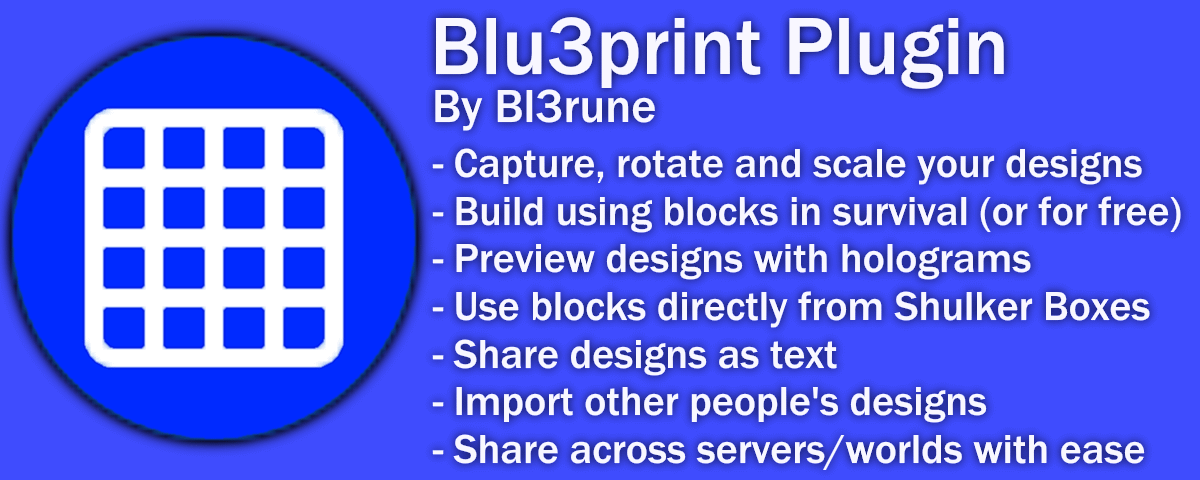 Blu3print Plugin
By Bl3rune
- Capture, rotate and scale your designs
- Build using blocks in survival (or for free)
- Preview designs with holograms
- Use blocks directly from Shulker Boxes
- Share designs as text
- Import other people's designs
- Share across servers/worlds with ease